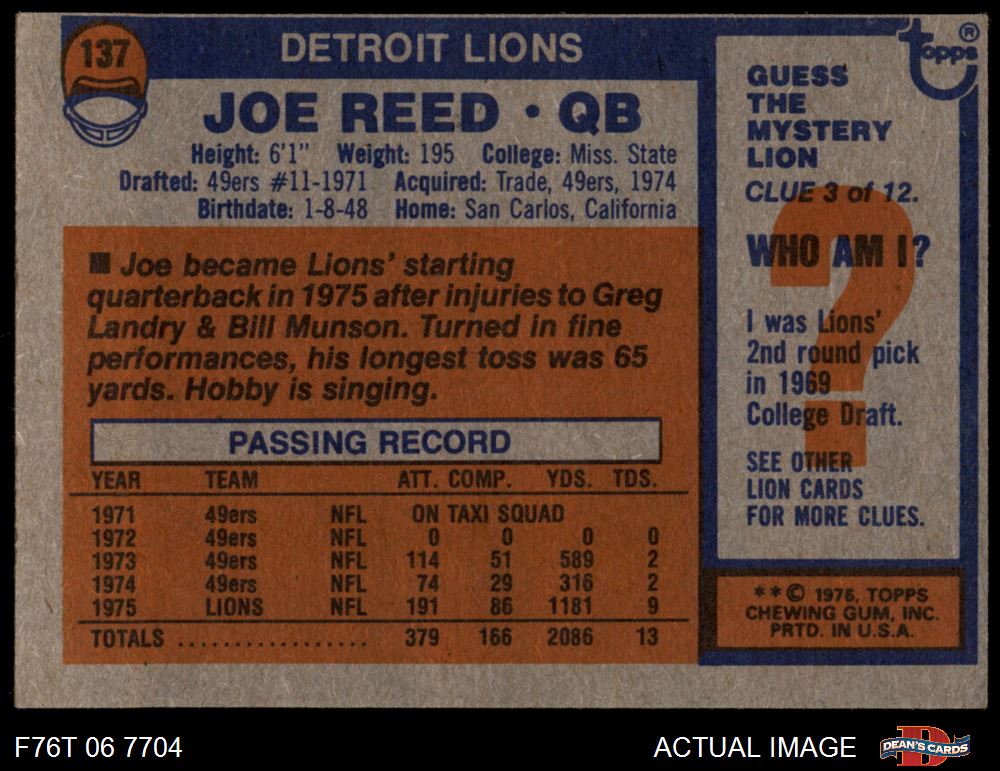 137
DETROIT LIONS
JOE REED • QB
Height: 6'1" Weight: 195 College: Miss. State
Drafted: 49ers #11-1971 Acquired: Trade, 49ers, 1974
Birthdate: 1-8-48 Home: San Carlos, California
■ Joe became Lions' starting
quarterback in 1975 after injuries to Greg
Landry & Bill Munson. Turned in fine
performances, his longest toss was 65
yards. Hobby is singing.
PASSING RECORD
YEAR TEAM ATT. COMP. YDS. TDS.
1971 49ers NFL ON TAXI SQUAD
1972 49ers NFL 0 0 0 0
1973 49ers NFL 114 51 589 2
1974 49ers NFL 74 29 316 2
1975 LIONS NFL 191 86 1181 9
TOTALS .................. 379 166 2086 13
topps®
GUESS
THE
MYSTERY
LION
CLUE 3 of 12.
?
WHO AM I?
I was Lions'
2nd round pick
in 1969
College Draft.
SEE OTHER
LION CARDS
FOR MORE CLUES.
**© 1976, TOPPS
CHEWING GUM, INC.
PRTD. IN U.S.A.
F76T 06 7704
ACTUAL IMAGE
DEAN'S CARDS